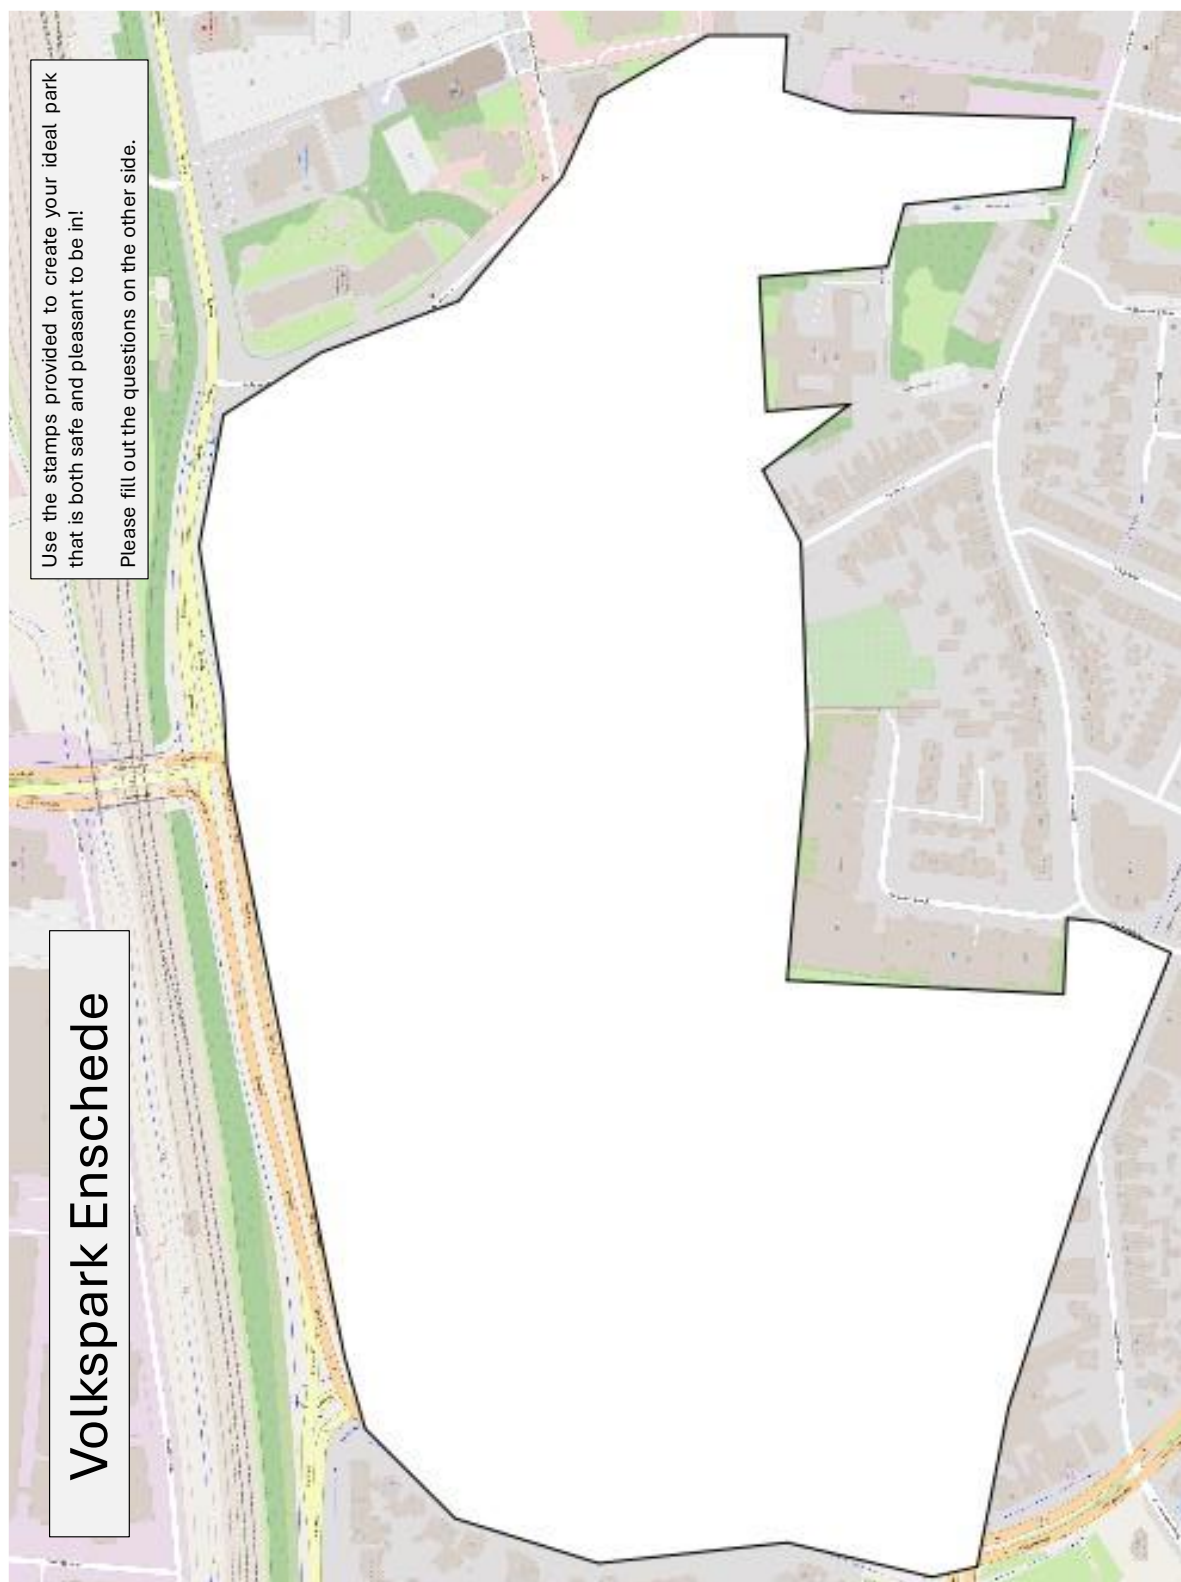 Volkspark Enschede
Use the stamps provided to create your ideal park
that is both safe and pleasant to be in!
Please fill out the questions on the other side.